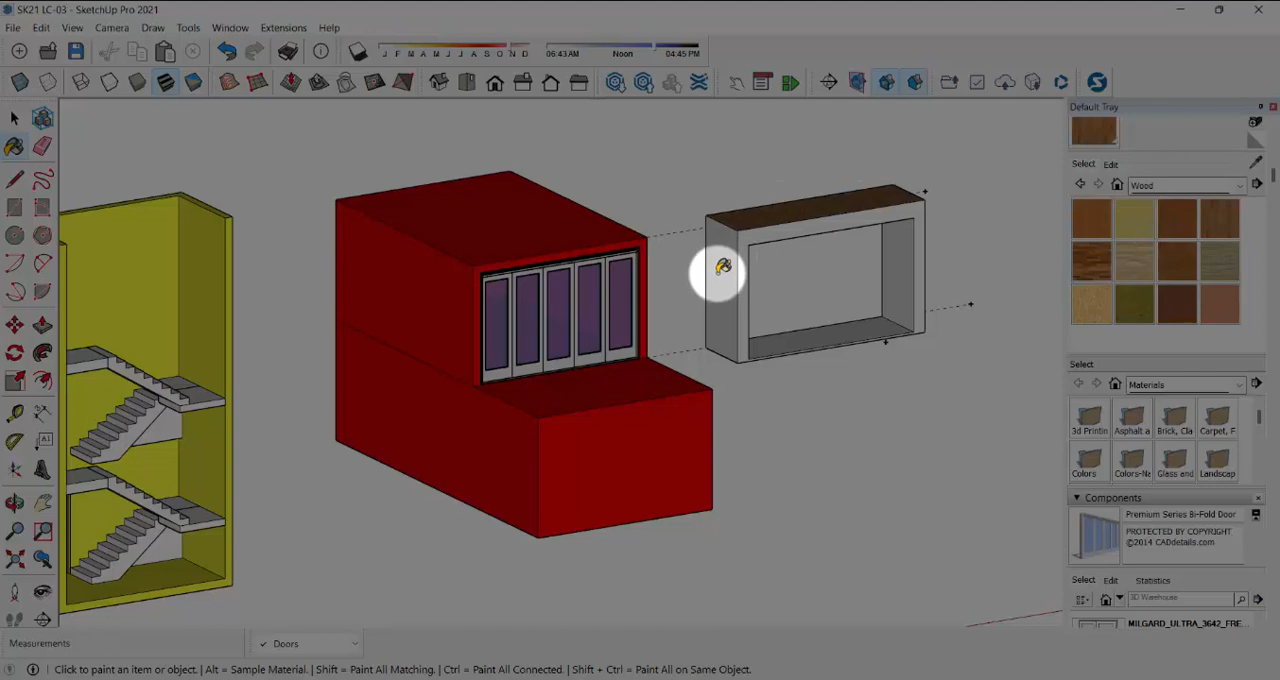 SK21 LC-03 - SketchUp Pro 2021
File Edit View Camera Draw Tools Window Extensions Help
J F M A M J J A S O N D 06:43 AM Noon 04:45 PM
Default Tray
Select Edit
Wood
Select
Materials
3d Printin Asphalt a Brick, Cla Carpet, F
Colors Colors-Na Glass and Landscap
Components
Premium Series Bi-Fold Door
PROTECTED BY COPYRIGHT
©2014 CADdetails.com
Select Edit Statistics
3D Warehouse
MILGARD_ULTRA_3642_FRE...
A1
Measurements
✓ Doors
Click to paint an item or object. | Alt = Sample Material. | Shift = Paint All Matching. | Ctrl = Paint All Connected. | Shift + Ctrl = Paint All on Same Object.